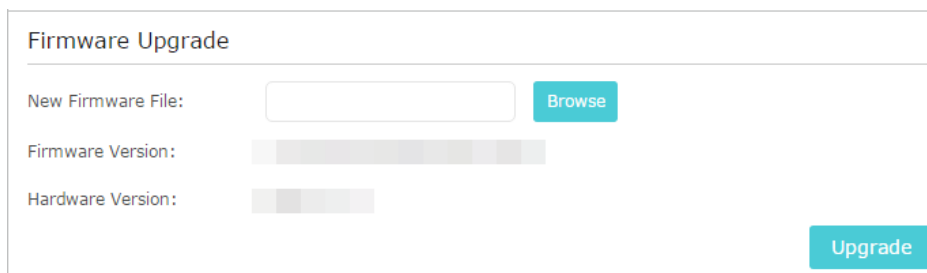 Firmware Upgrade
New Firmware File: Browse
Firmware Version:
Hardware Version:
Upgrade